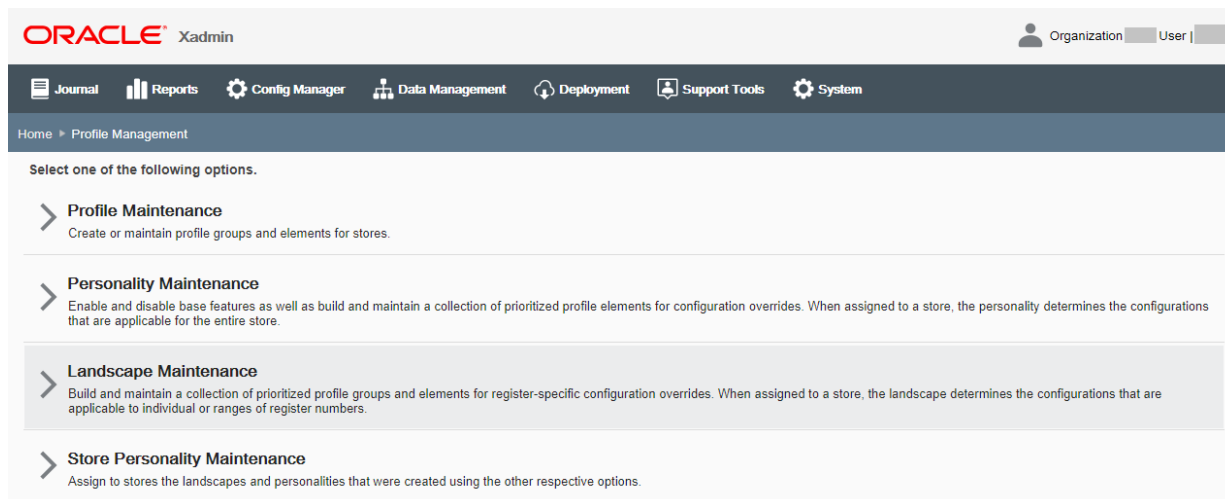 ORACLE® Xadmin
Organization User |
Journal Reports Config Manager Data Management Deployment Support Tools System
Home Profile Management
Select one of the following options.
Profile Maintenance
Create or maintain profile groups and elements for stores.
Personality Maintenance
Enable and disable base features as well as build and maintain a collection of prioritized profile elements for configuration overrides. When assigned to a store, the personality determines the configurations
that are applicable for the entire store.
Landscape Maintenance
Build and maintain a collection of prioritized profile groups and elements for register-specific configuration overrides. When assigned to a store, the landscape determines the configurations that are
applicable to individual or ranges of register numbers.
Store Personality Maintenance
Assign to stores the landscapes and personalities that were created using the other respective options.